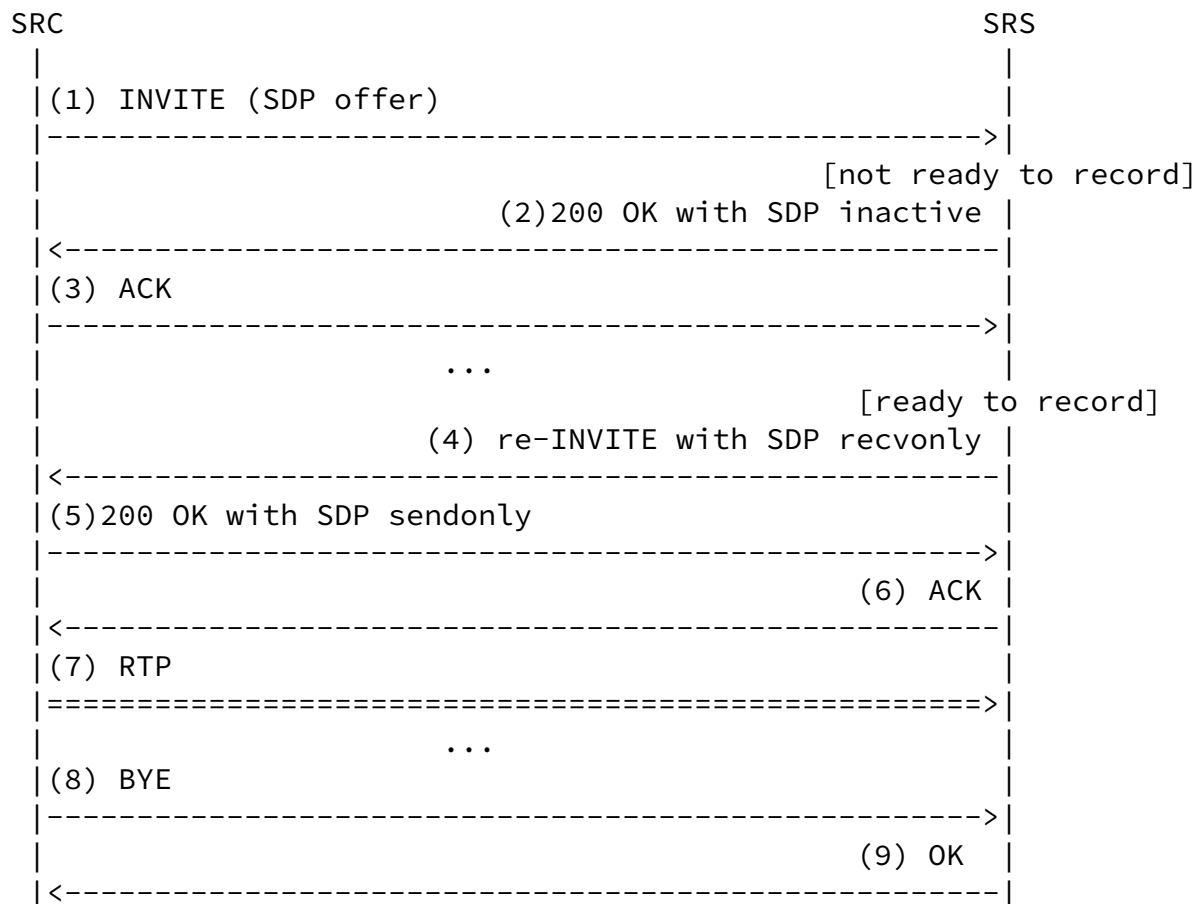 SRC SRS
(1) INVITE (SDP offer)
[not ready to record]
(2)200 OK with SDP inactive
(3) ACK
...
[ready to record]
(4) re-INVITE with SDP recvonly
(5)200 OK with SDP sendonly
(6) ACK
(7) RTP
...
(8) BYE
(9) OK